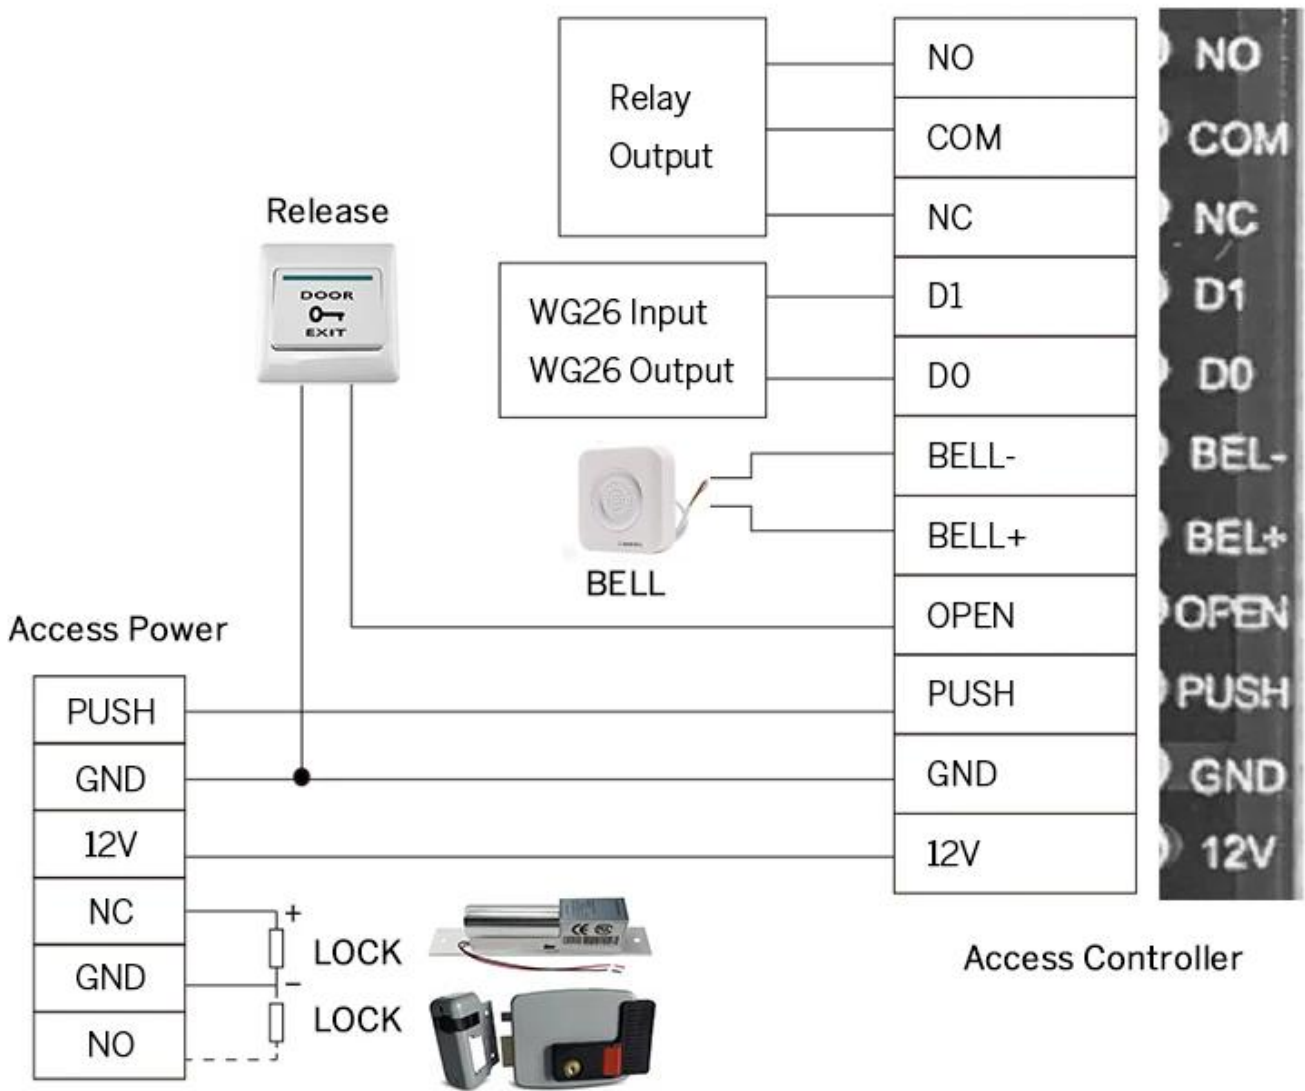 Relay
Output
NO
COM
NC
D1
D0
BELL-
BELL+
OPEN
PUSH
GND
12V
NO
COM
NC
D1
D0
BEL-
BEL+
OPEN
PUSH
GND
12V
Release
DOOR
EXIT
WG26 Input
WG26 Output
BELL
Access Power
PUSH
GND
12V
NC
GND
NO
+
LOCK
-
LOCK
CE
Access Controller